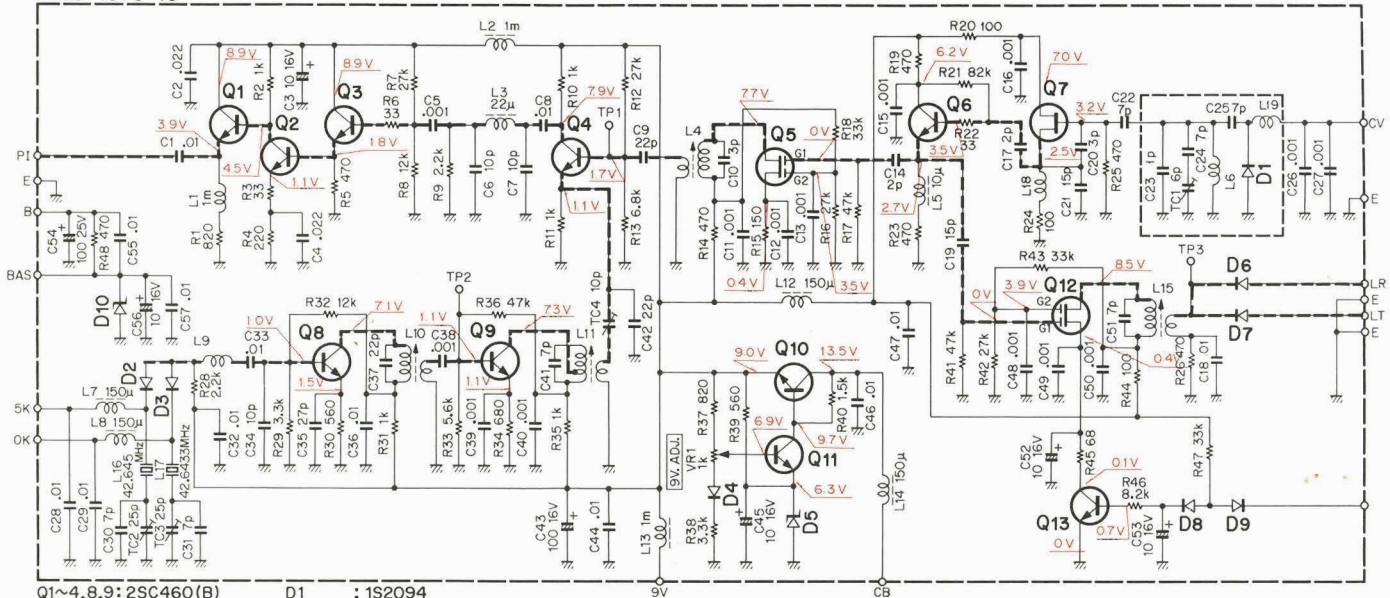 L2 1m
R20 100
C2 .022
8.9V
R2 1k
C3 10 16V
8.9V
R7 27k
R10 1k
7.9V
R12 27k
R19 470
6.2V
R21 82k
C16 .001
7.0V
Q1
Q3
R6 33
C5 .001
L3 22μ
C8 .01
TP1
7.7V
Q5
0V
R18 33k
C15 .001
Q6
R22 33
Q7
3.2V
C22 7p
C25 7p
L19
Q2
Q4
C9 22p
L4
C10 3p
G1
G2
C14 2p
3.5V
C17 2p
2.5V
C20 3p
R25 470
CV
3.9V
C1 .01
PI
4.5V
1.1V
1.8V
R5 470
R8 12k
R9 2.2k
C6 10p
C7 10p
1.7V
1.1V
L5 10μ
L18
C21 15p
C23 1p
TC1 6p
C24 7p
L6
D1
C26 .001
C27 .001
E
L1 1m
R3 33
R1 820
R4 220
C4 .022
R11 1k
R13 6.8k
R14 470
C11 .001
R15 150
C12 .001
C13 .001
R16 27k
R17 47k
2.7V
R23 470
R24 100
E
B
C54 100 25V
R48 470
C55 .01
C19 15p
0.4V
3.5V
L12 150μ
R43 33k
8.5V
TP3
BAS
D10
C56 10 16V
C57 .01
TP2
R32 12k
7.1V
R36 47k
7.3V
TC4 10p
C42 22p
C47 .01
0V
3.9V
G2
G1
Q12
C51 7p
L15
D6
LR
E
LT
D7
E
L9
C33 .01
1.0V
Q8
C37 22p
L10
C38 .001
1.1V
Q9
C41 7p
L11
Q10
9.0V
13.5V
R41 47k
R42 27k
C48 .001
C49 .001
C50 .001
R44 100
0.4V
R26 470
C18 .01
D2
D3
R28 2.2k
1.5V
1.1V
R37 820
R39 560
R40 1.5k
C46 .001
5K
L7 150μ
L8 150μ
OK
C32 .01
C34 10p
R29 3.3k
C35 27p
R30 560
C36 .01
R31 1k
R33 5.6k
C39 .001
R34 680
C40 .001
R35 1k
9V. ADJ.
VR1 1k
6.9V
9.7V
Q11
6.3V
L14 150μ
C52 10 16V
R45 68
0.1V
R47 33k
L16 42.645 MHz
L17 42.6433MHz
C28 .01
C29 .01
C30 7p
TC2 25p
TC3 25p
C31 7p
C43 100 16V
C44 .01
L13 1m
D4
R38 3.3k
C45 10 16V
D5
R46 8.2k
Q13
0.7V
0V
C53 10 16V
D8
D9
Q1~4,8,9: 2SC460(B)
D1 : 1S2094
9V
CB